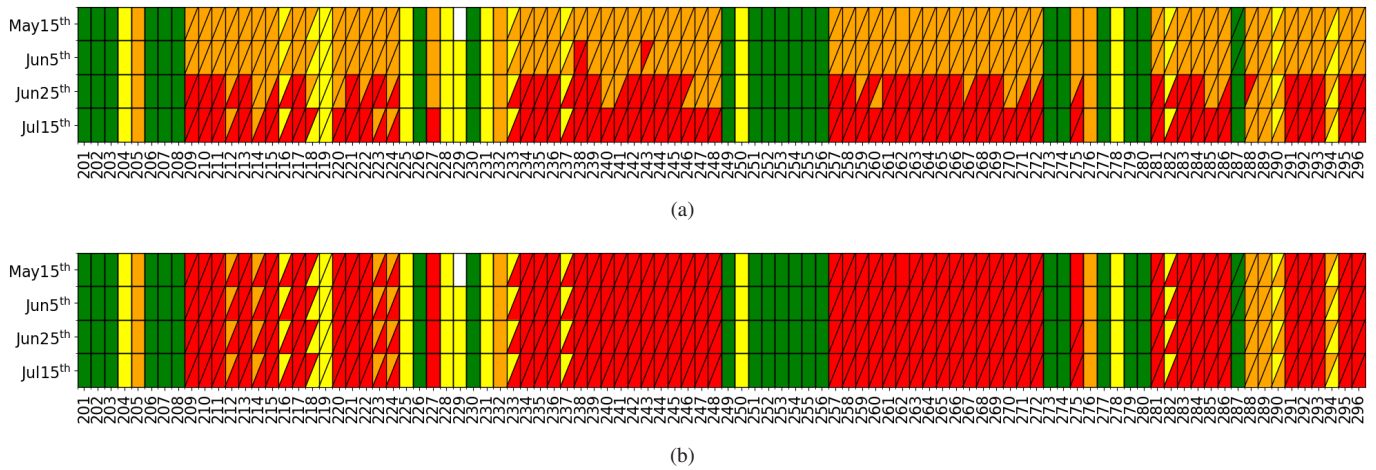 May15th
Jun5th
Jun25th
Jul15th
201 202 203 204 205 206 207 208 209 210 211 212 213 214 215 216 217 218 219 220 221 222 223 224 225 226 227 228 229 230 231 232 233 234 235 236 237 238 239 240 241 242 243 244 245 246 247 248 249 250 251 252 253 254 255 256 257 258 259 260 261 262 263 264 265 266 267 268 269 270 271 272 273 274 275 276 277 278 279 280 281 282 283 284 285 286 287 288 289 290 291 292 293 294 295 296
(a)
May15th
Jun5th
Jun25th
Jul15th
201 202 203 204 205 206 207 208 209 210 211 212 213 214 215 216 217 218 219 220 221 222 223 224 225 226 227 228 229 230 231 232 233 234 235 236 237 238 239 240 241 242 243 244 245 246 247 248 249 250 251 252 253 254 255 256 257 258 259 260 261 262 263 264 265 266 267 268 269 270 271 272 273 274 275 276 277 278 279 280 281 282 283 284 285 286 287 288 289 290 291 292 293 294 295 296
(b)